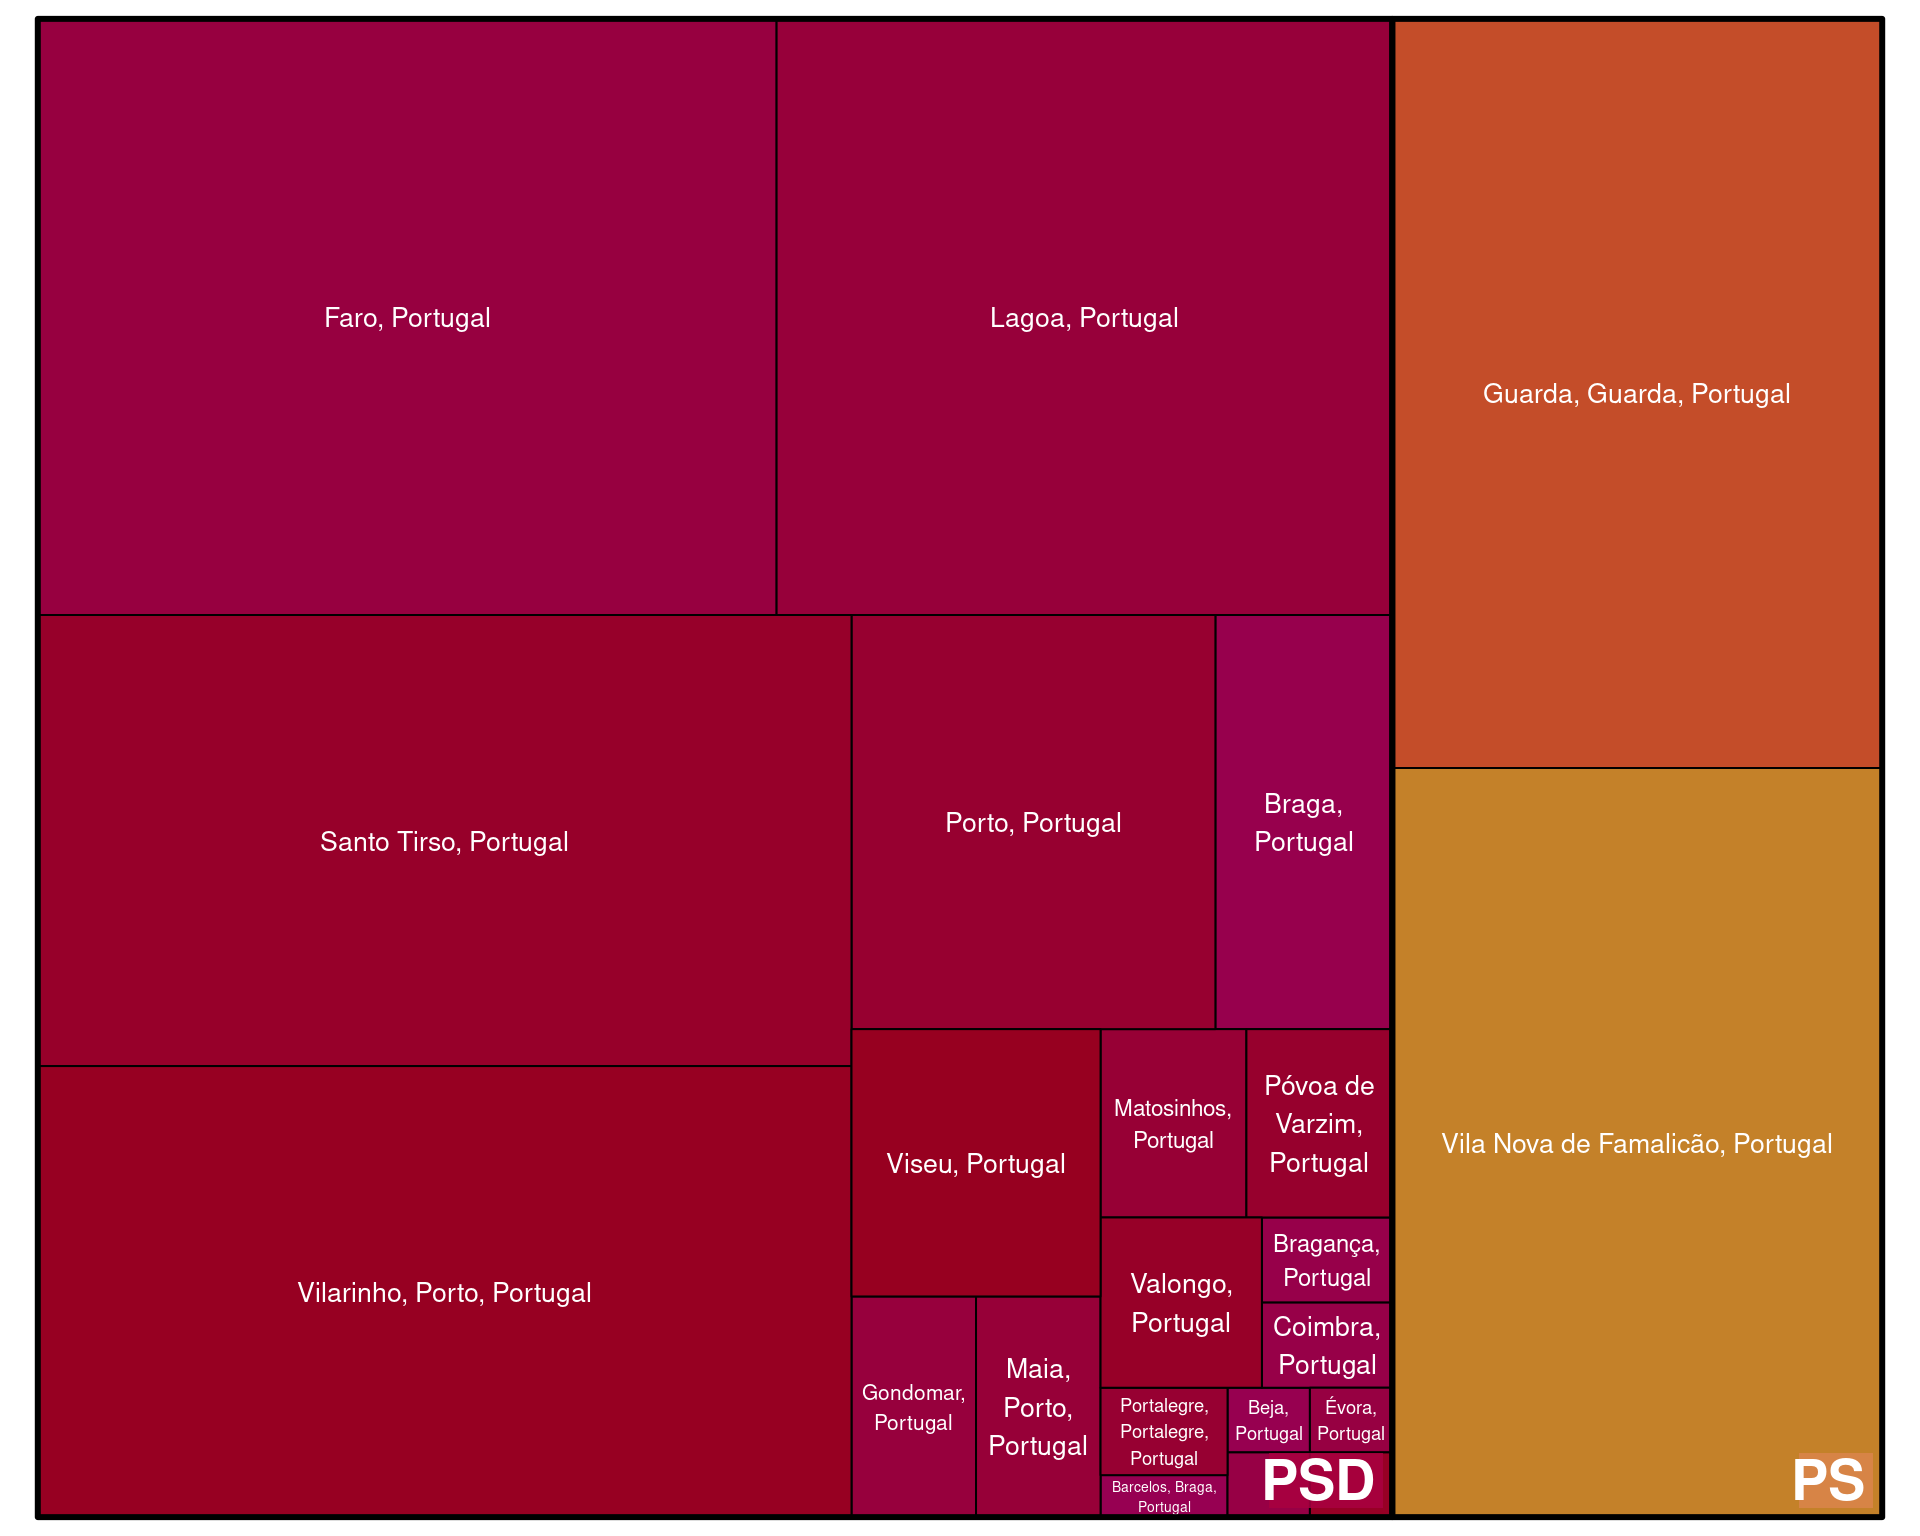 Faro, Portugal
Lagoa, Portugal
Guarda, Guarda, Portugal
Santo Tirso, Portugal
Porto, Portugal
Braga,
Portugal
Vilarinho, Porto, Portugal
Viseu, Portugal
Matosinhos,
Portugal
Póvoa de
Varzim,
Portugal
Vila Nova de Famalicão, Portugal
Valongo,
Portugal
Bragança,
Portugal
Coimbra,
Portugal
Gondomar,
Portugal
Maia,
Porto,
Portugal
Portalegre,
Portalegre,
Portugal
Beja,
Portugal
Évora,
Portugal
Barcelos, Braga,
Portugal
PSD
PS